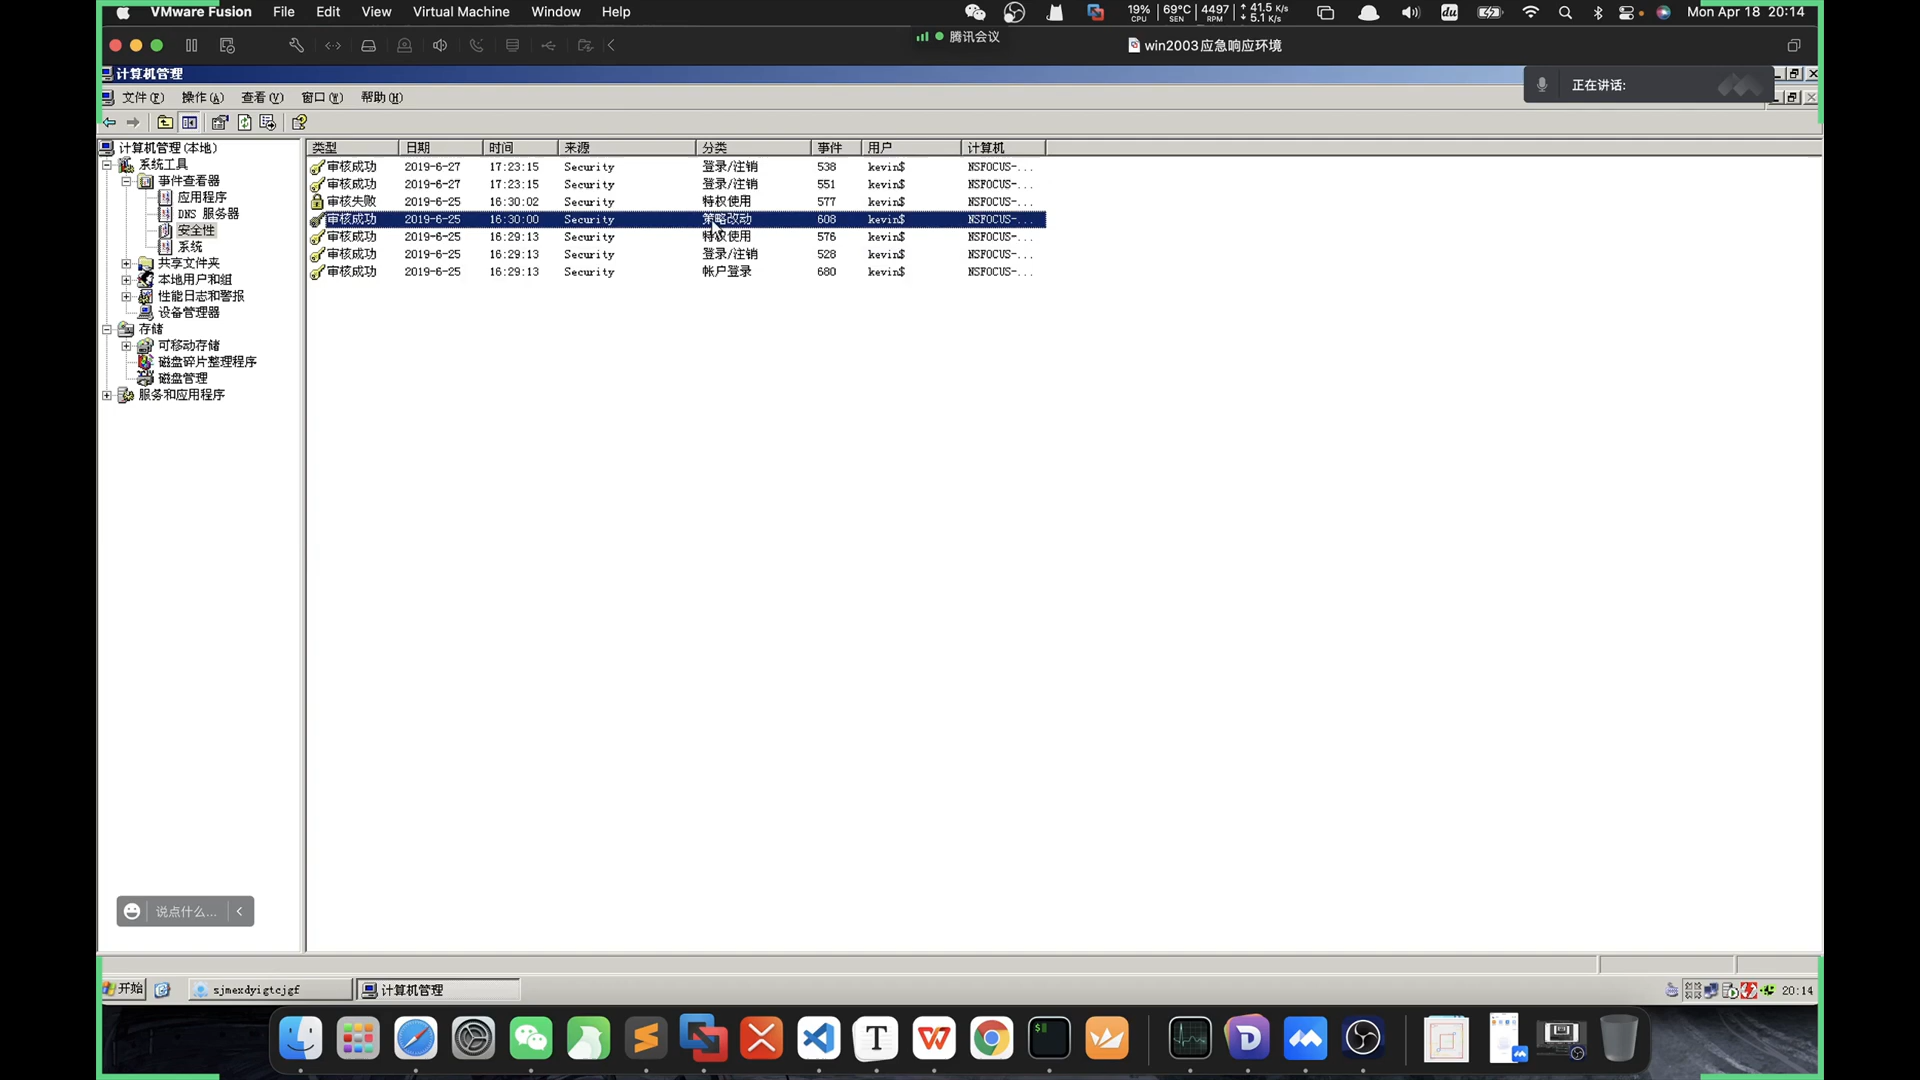 VMware Fusion File Edit View Virtual Machine Window Help
19% CPU 69°C SEN 4497 RPM 41.5 K/s 5.1 K/s du Mon Apr 18 20:14
腾讯会议
win2003应急响应环境
计算机管理
正在讲话:
文件(F) 操作(A) 查看(V) 窗口(W) 帮助(H)
计算机管理(本地)
系统工具
事件查看器
应用程序
DNS 服务器
安全性
系统
共享文件夹
本地用户和组
性能日志和警报
设备管理器
存储
可移动存储
磁盘碎片整理程序
磁盘管理
服务和应用程序
类型 日期 时间 来源 分类 事件 用户 计算机
审核成功 2019-6-27 17:23:15 Security 登录/注销 538 kevin$ NSFOCUS-...
审核成功 2019-6-27 17:23:15 Security 登录/注销 551 kevin$ NSFOCUS-...
审核失败 2019-6-25 16:30:02 Security 特权使用 577 kevin$ NSFOCUS-...
审核成功 2019-6-25 16:30:00 Security 策略改动 608 kevin$ NSFOCUS-...
审核成功 2019-6-25 16:29:13 Security 特权使用 576 kevin$ NSFOCUS-...
审核成功 2019-6-25 16:29:13 Security 登录/注销 528 kevin$ NSFOCUS-...
审核成功 2019-6-25 16:29:13 Security 帐户登录 680 kevin$ NSFOCUS-...
说点什么...
开始 sjmexdyigtcjgf 计算机管理 20:14